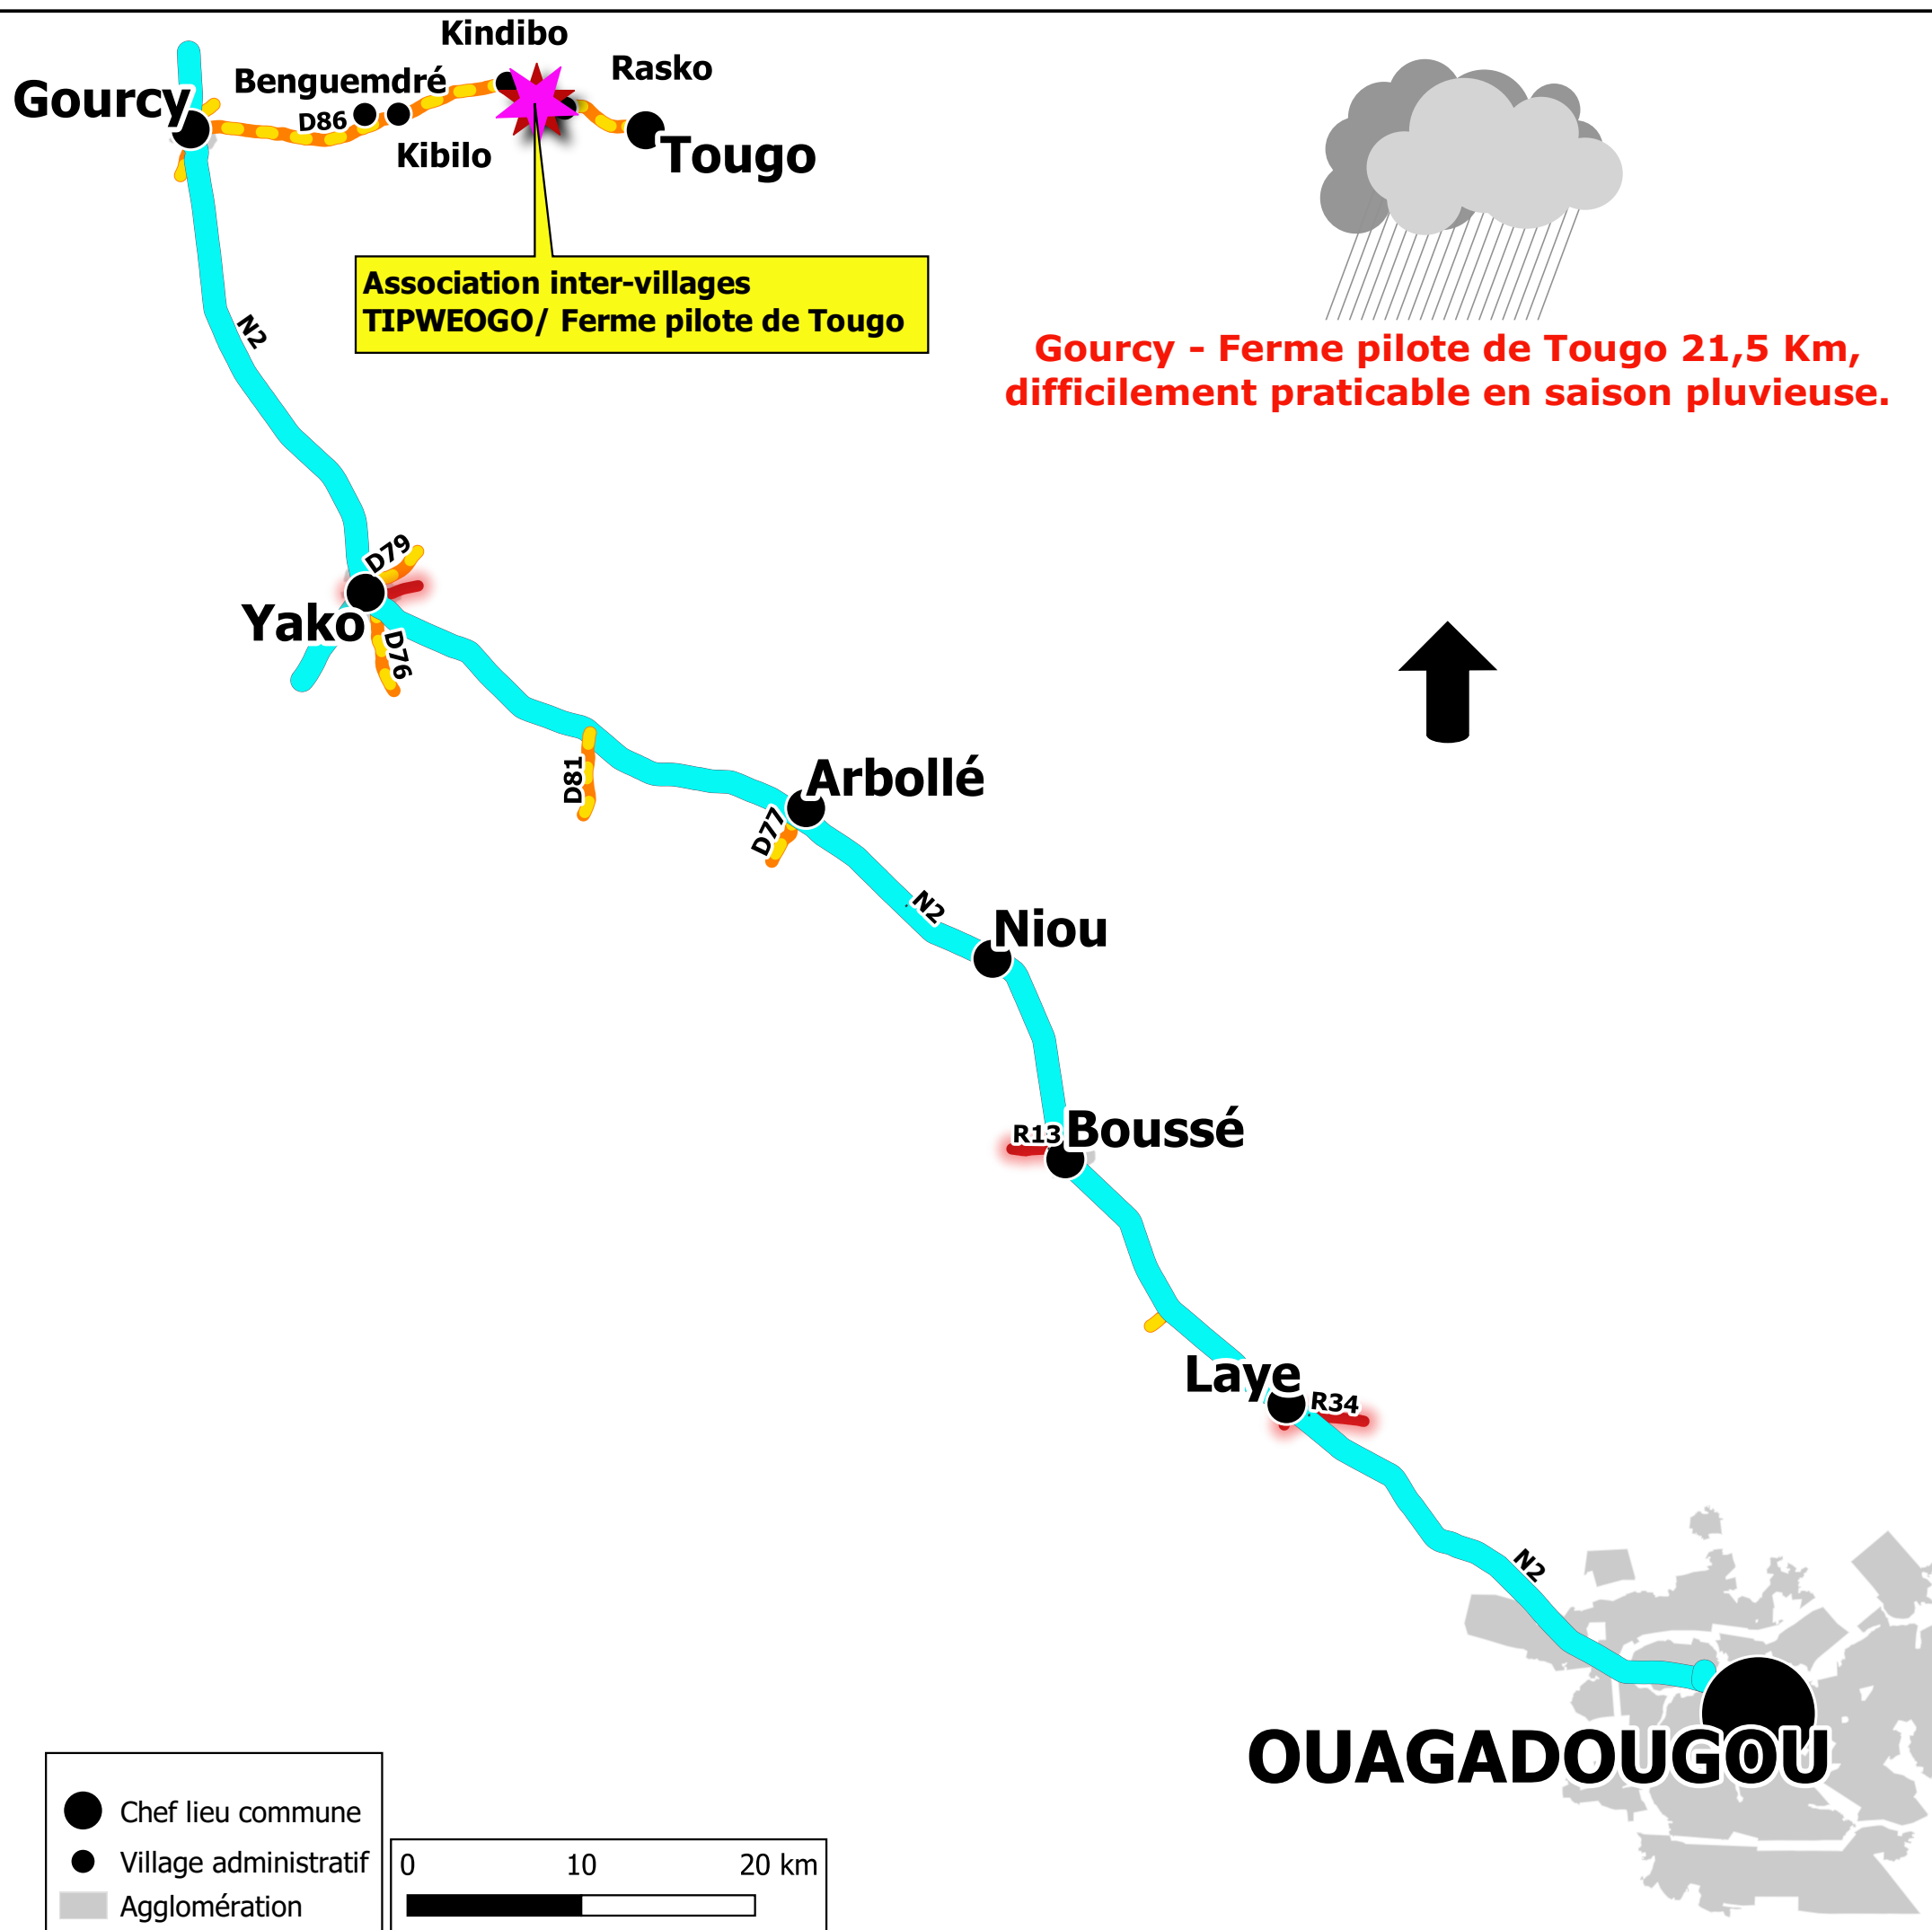 Kindibo
Rasko
Benguemdré
Gourcy
D86
Kibilo
Tougo
Association inter-villages
TIPWEOGO/ Ferme pilote de Tougo
N2
Gourcy - Ferme pilote de Tougo 21,5 Km,
difficilement praticable en saison pluvieuse.
D79
Yako
D76
D81
Arbollé
D77
N2
Niou
R13
Boussé
Laye
R34
N2
OUAGADOUGOU
Chef lieu commune
Village administratif
Agglomération
0 10 20 km